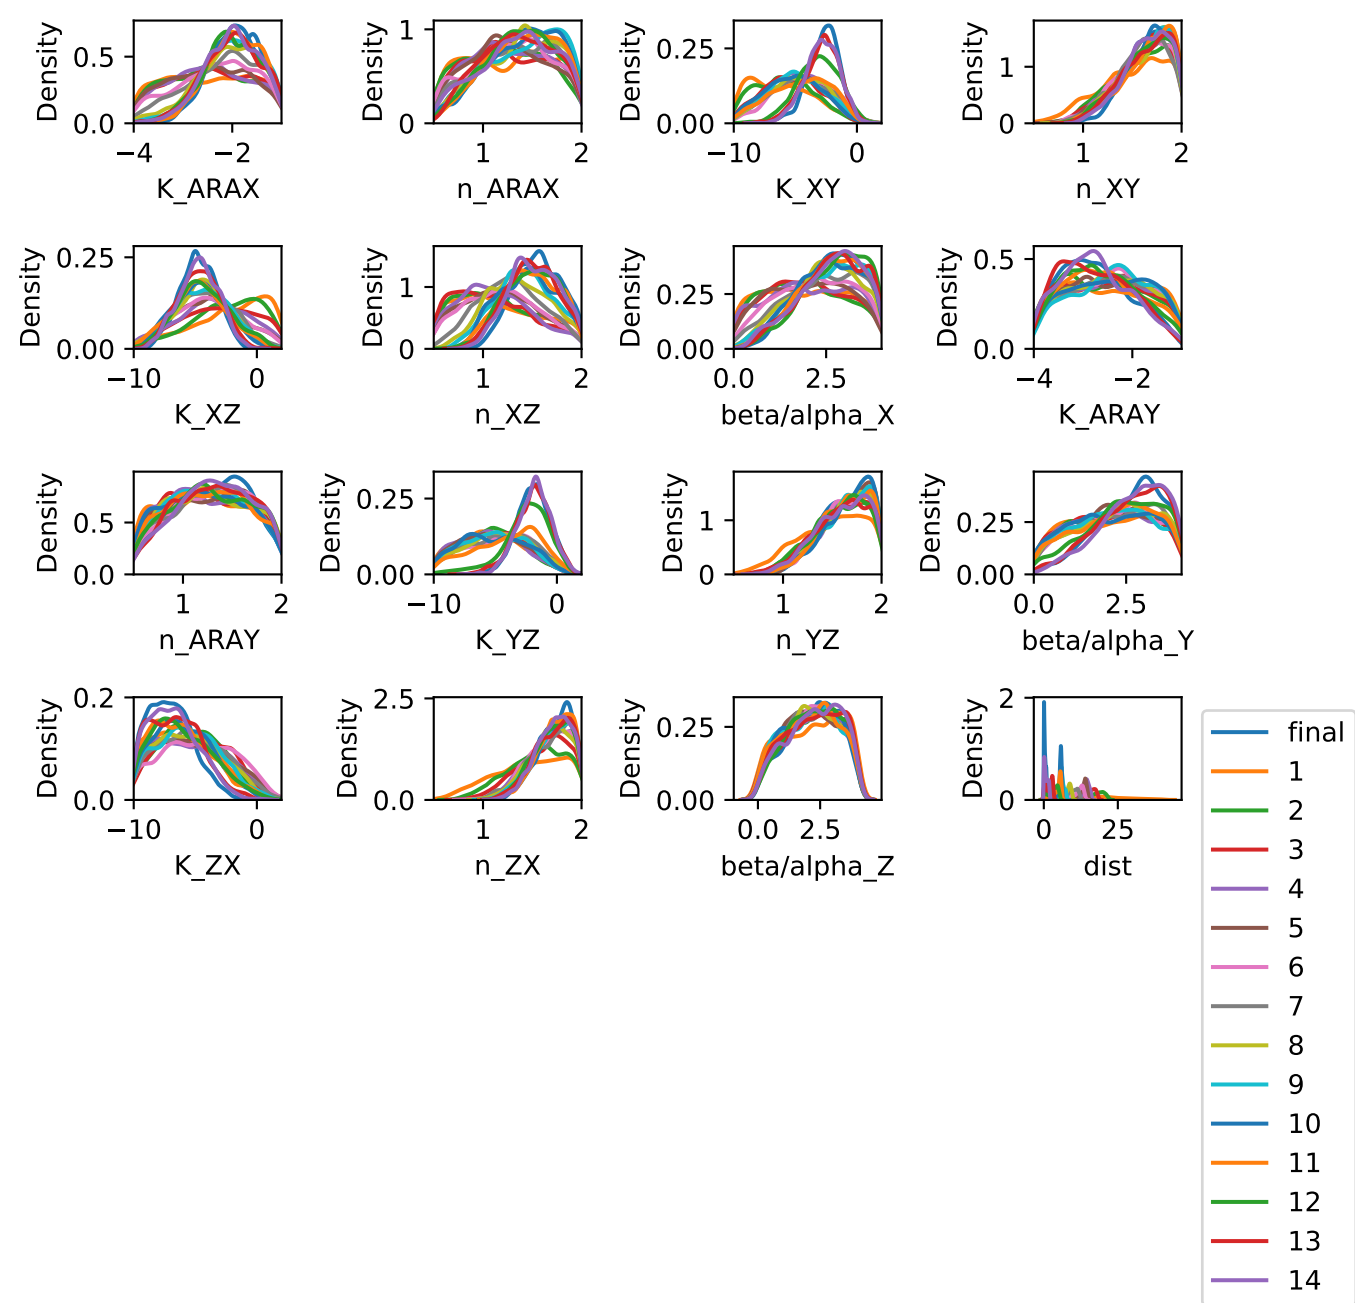 Density
0.5
0.0
−4 −2
K_ARAX
Density
1
0
1 2
n_ARAX
Density
0.25
0.00
−10 0
K_XY
Density
1
0
1 2
n_XY
Density
0.25
0.00
−10 0
K_XZ
Density
1
0
1 2
n_XZ
Density
0.25
0.00
0.0 2.5
beta/alpha_X
Density
0.5
0.0
−4 −2
K_ARAY
Density
0.5
0.0
1 2
n_ARAY
Density
0.25
0.00
−10 0
K_YZ
Density
1
0
1 2
n_YZ
Density
0.25
0.00
0.0 2.5
beta/alpha_Y
Density
0.2
0.0
−10 0
K_ZX
Density
2.5
0.0
1 2
n_ZX
Density
0.25
0.00
0.0 2.5
beta/alpha_Z
Density
2
0
0 25
dist
final
1
2
3
4
5
6
7
8
9
10
11
12
13
14